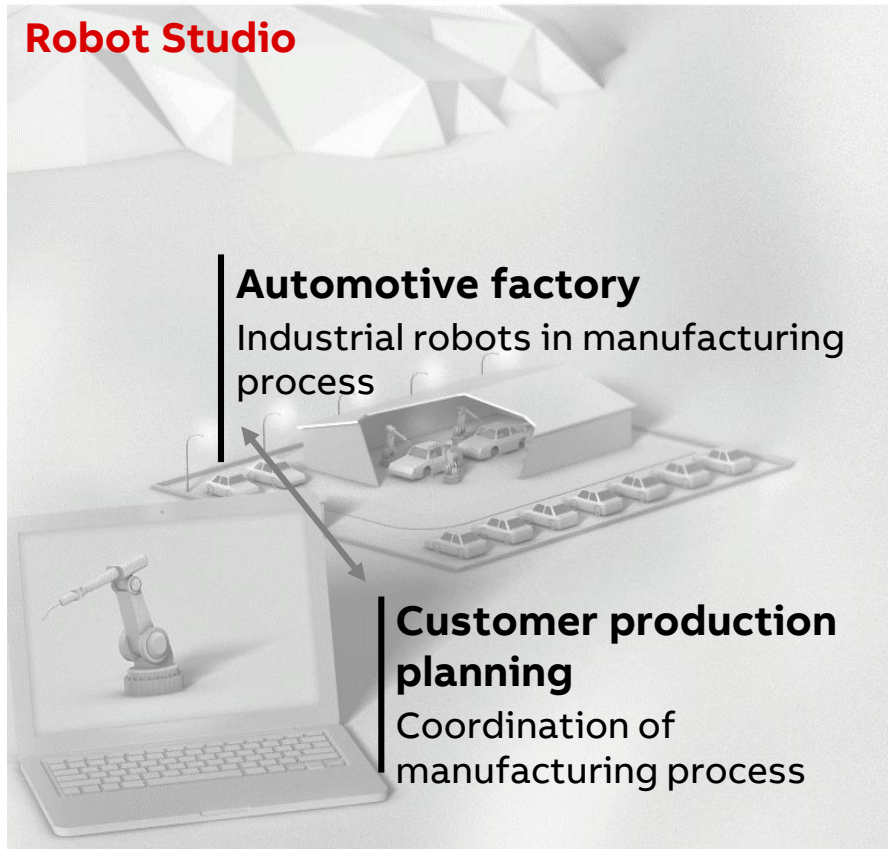 Robot Studio
Automotive factory
Industrial robots in manufacturing
process
Customer production
planning
Coordination of
manufacturing process